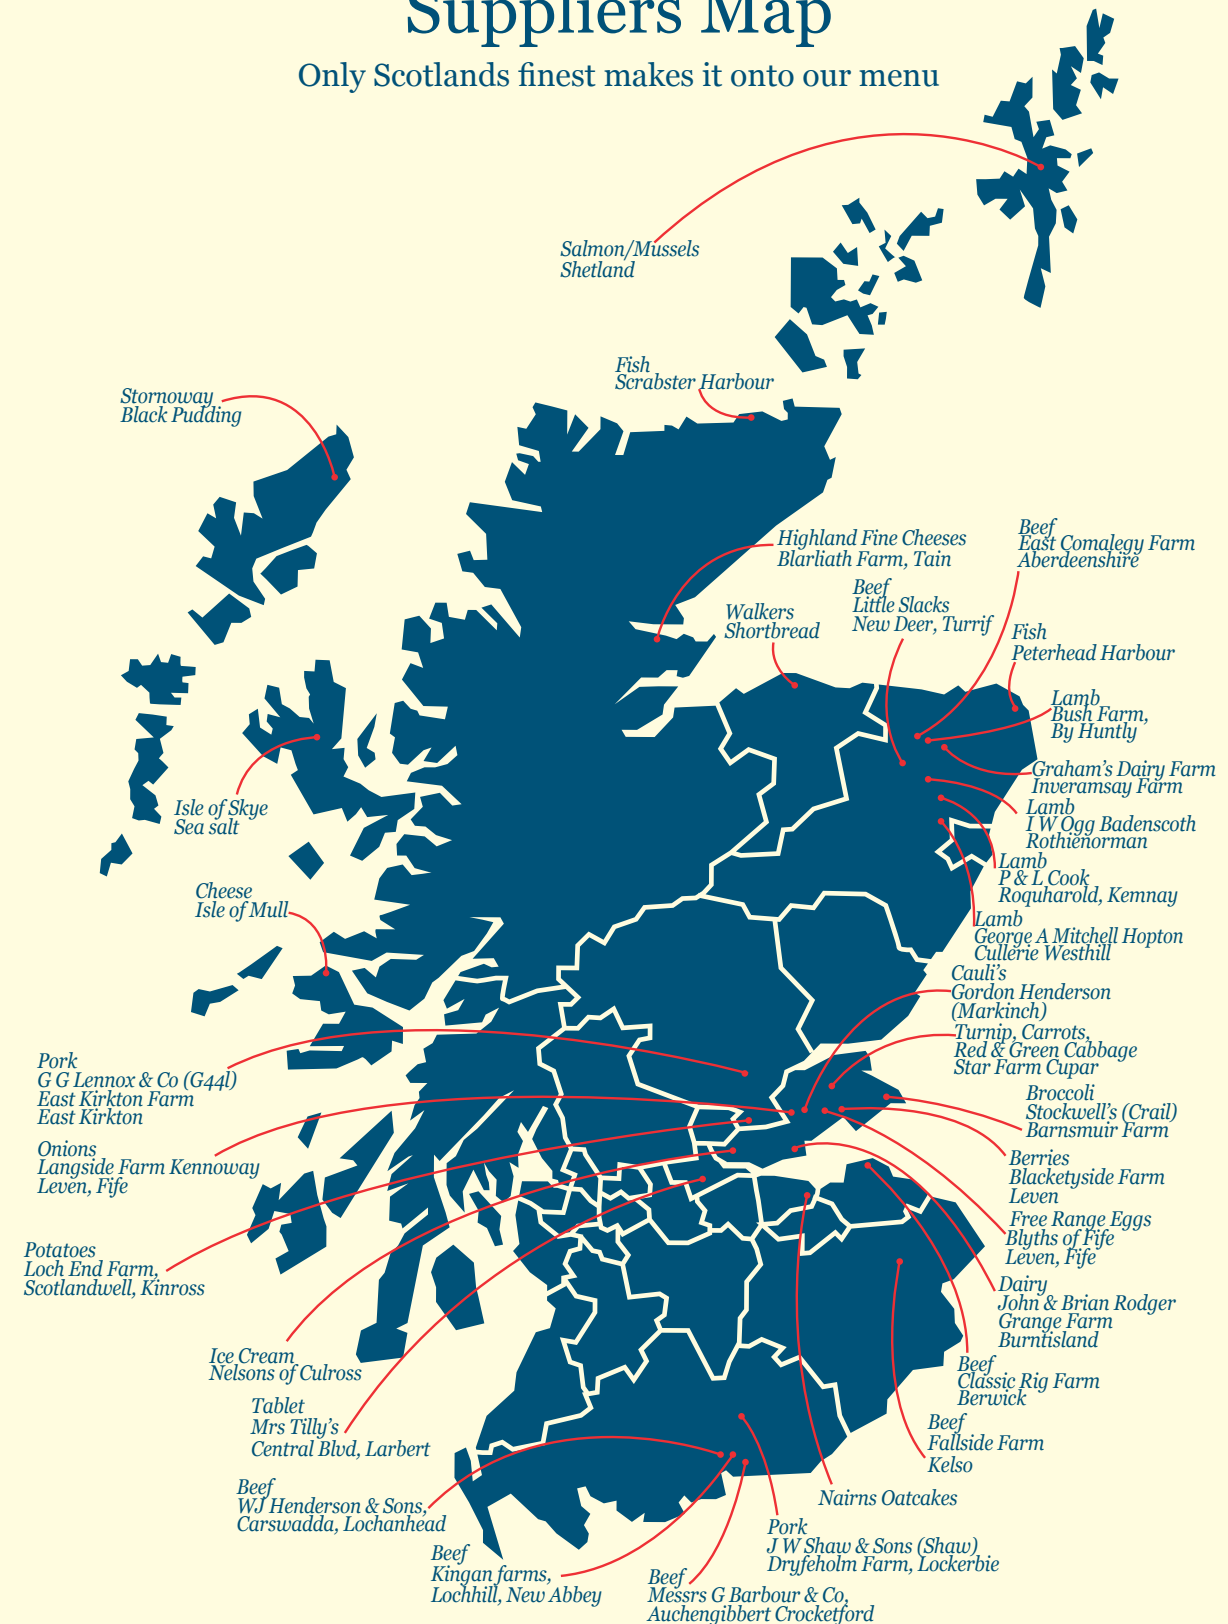 Suppliers Map
Only Scotlands finest makes it onto our menu
Salmon/Mussels
Shetland
Fish
Scrabster Harbour
Stornoway
Black Pudding
Highland Fine Cheeses
Blarliath Farm, Tain
Beef
East Comalegy Farm
Aberdeenshire
Beef
Little Slacks
New Deer, Turrif
Walkers
Shortbread
Fish
Peterhead Harbour
Lamb
Bush Farm,
By Huntly
Graham's Dairy Farm
Inveramsay Farm
Isle of Skye
Sea salt
Lamb
I W Ogg Badenscoth
Rothienorman
Lamb
P & L Cook
Roquharold, Kemnay
Cheese
Isle of Mull
Lamb
George A Mitchell Hopton
Cullerie Westhill
Cauli's
Gordon Henderson
(Markinch)
Turnip, Carrots,
Red & Green Cabbage
Star Farm Cupar
Pork
G G Lennox & Co (G44l)
East Kirkton Farm
East Kirkton
Broccoli
Stockwell's (Crail)
Barnsmuir Farm
Onions
Langside Farm Kennoway
Leven, Fife
Berries
Blacketyside Farm
Leven
Free Range Eggs
Blyths of Fife
Leven, Fife
Potatoes
Loch End Farm,
Scotlandwell, Kinross
Dairy
John & Brian Rodger
Grange Farm
Burntisland
Ice Cream
Nelsons of Culross
Beef
Classic Rig Farm
Berwick
Tablet
Mrs Tilly's
Central Blvd, Larbert
Beef
Fallside Farm
Kelso
Beef
WJ Henderson & Sons,
Carswadda, Lochanhead
Nairns Oatcakes
Pork
J W Shaw & Sons (Shaw)
Dryfeholm Farm, Lockerbie
Beef
Kingan farms,
Lochhill, New Abbey
Beef
Messrs G Barbour & Co,
Auchengibbert Crocketford